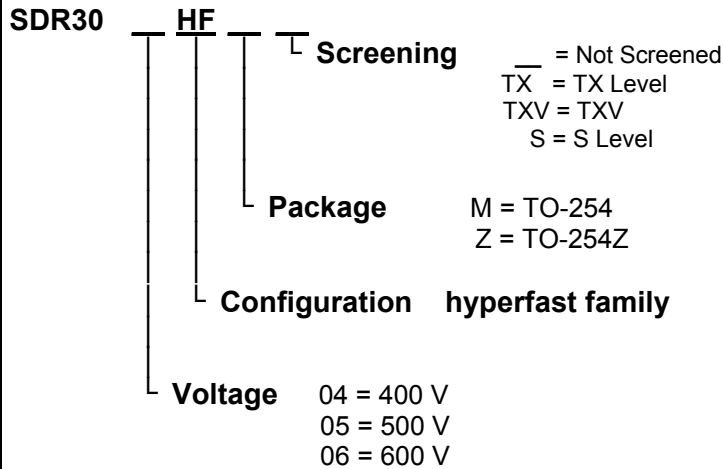 SDR30 __ HF __ __
Screening __ = Not Screened
TX = TX Level
TXV = TXV
S = S Level
Package M = TO-254
Z = TO-254Z
Configuration hyperfast family
Voltage 04 = 400 V
05 = 500 V
06 = 600 V